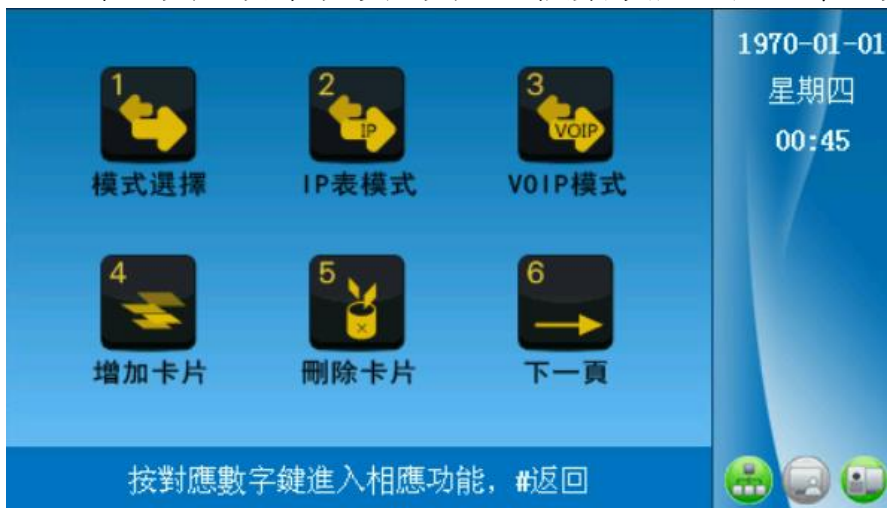 1970-01-01
星期四
00:45
1
2
IP
3
VOIP
模式選擇
IP表模式
VOIP模式
4
5
6
增加卡片
刪除卡片
下一頁
按對應數字鍵進入相應功能，#返回